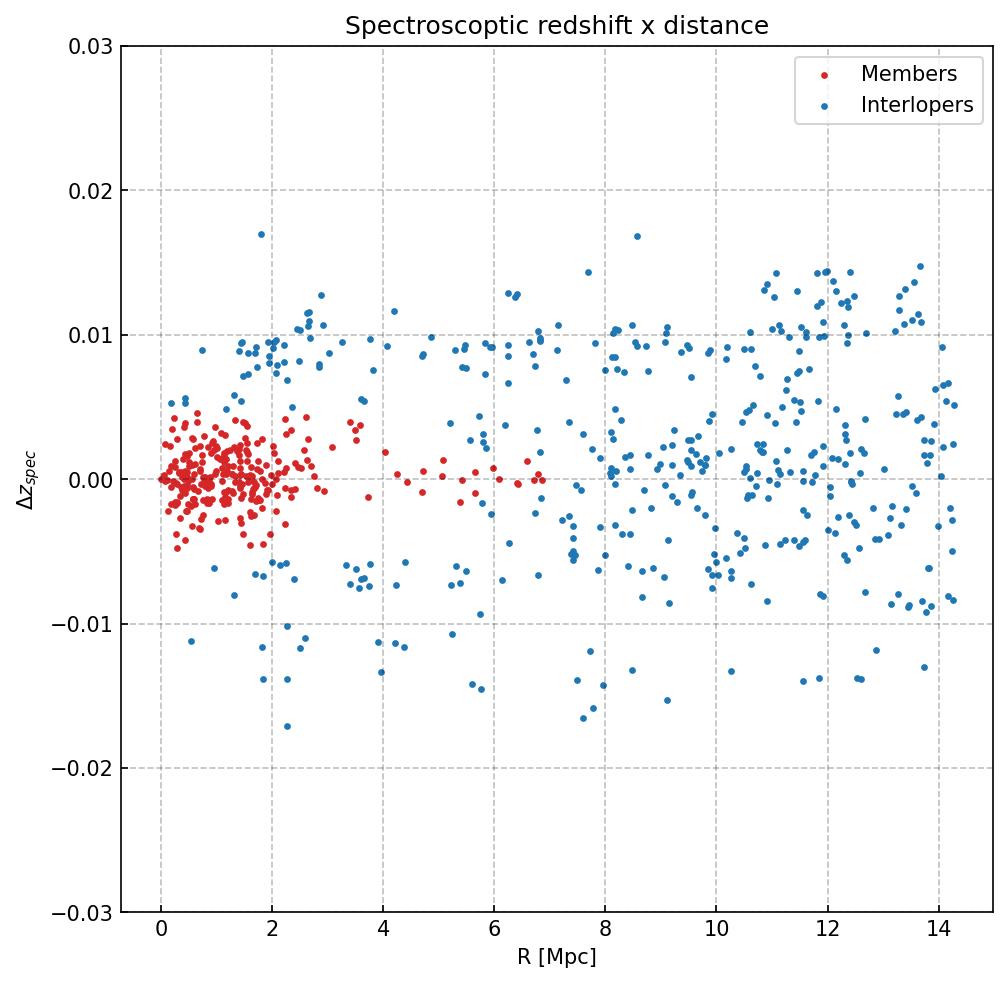 Spectroscoptic redshift x distance
Members
Interlopers
0.03
0.02
0.01
0.00
−0.01
−0.02
−0.03
Δz_spec
0 2 4 6 8 10 12 14
R [Mpc]